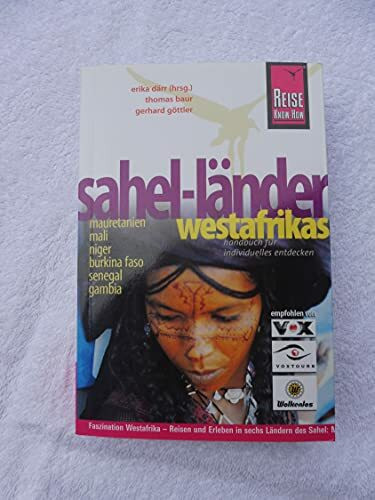 erika därr (hrsg.)
thomas baur
gerhard göttler
REISE
KNOW-HOW
sahel-länder
westafrikas
mauretanien
mali
niger
burkina faso
senegal
gambia
handbuch für
individuelles entdecken
empfohlen von
VOX
VOXTOURS
Wolkenlos
Faszination Westafrika – Reisen und Erleben in sechs Ländern des Sahel: M